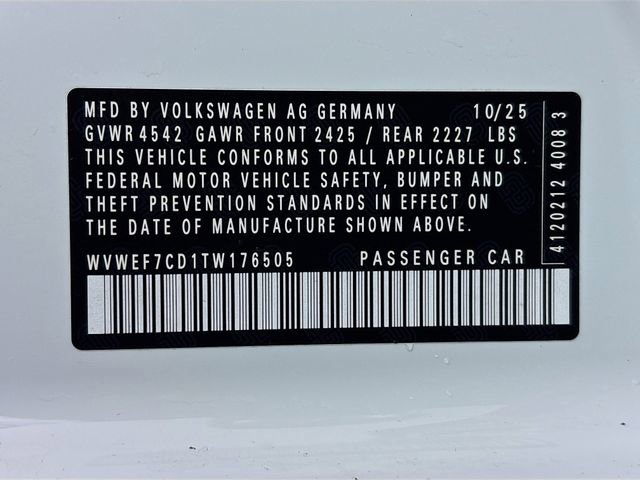 MFD BY VOLKSWAGEN AG GERMANY 10/25
GVWR 4542 GAWR FRONT 2425 / REAR 2227 LBS
THIS VEHICLE CONFORMS TO ALL APPLICABLE U.S.
FEDERAL MOTOR VEHICLE SAFETY, BUMPER AND
THEFT PREVENTION STANDARDS IN EFFECT ON
THE DATE OF MANUFACTURE SHOWN ABOVE.
WVWEF7CD1TW176505 PASSENGER CAR
4120212 4008 3